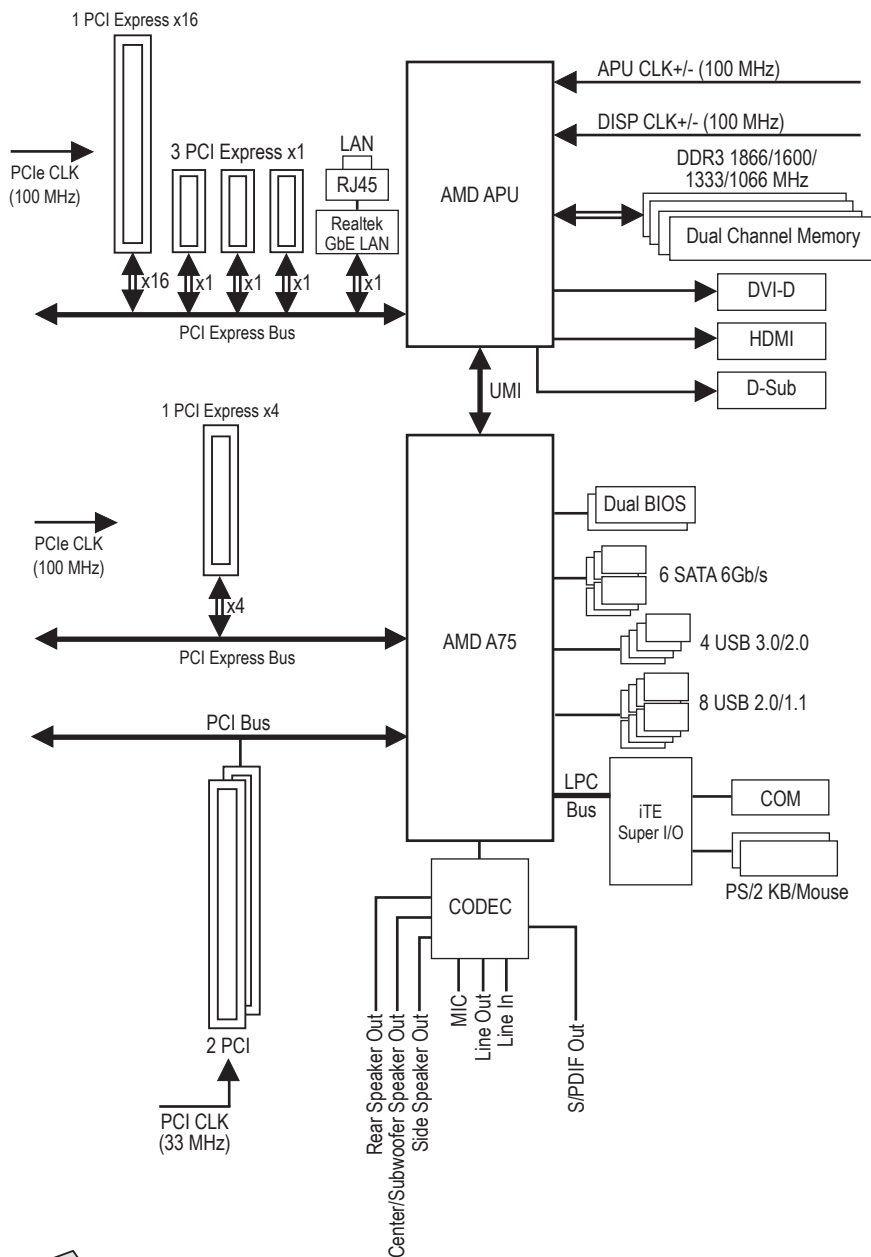 1 PCI Express x16
APU CLK+/- (100 MHz)
DISP CLK+/- (100 MHz)
PCIe CLK
(100 MHz)
3 PCI Express x1
LAN
RJ45
Realtek
GbE LAN
AMD APU
DDR3 1866/1600/
1333/1066 MHz
Dual Channel Memory
x16
x1
x1
x1
x1
PCI Express Bus
DVI-D
HDMI
D-Sub
UMI
1 PCI Express x4
PCIe CLK
(100 MHz)
x4
PCI Express Bus
AMD A75
Dual BIOS
6 SATA 6Gb/s
4 USB 3.0/2.0
8 USB 2.0/1.1
PCI Bus
LPC
Bus
iTE
Super I/O
COM
PS/2 KB/Mouse
CODEC
2 PCI
PCI CLK
(33 MHz)
Rear Speaker Out
Center/Subwoofer Speaker Out
Side Speaker Out
MIC
Line Out
Line In
S/PDIF Out